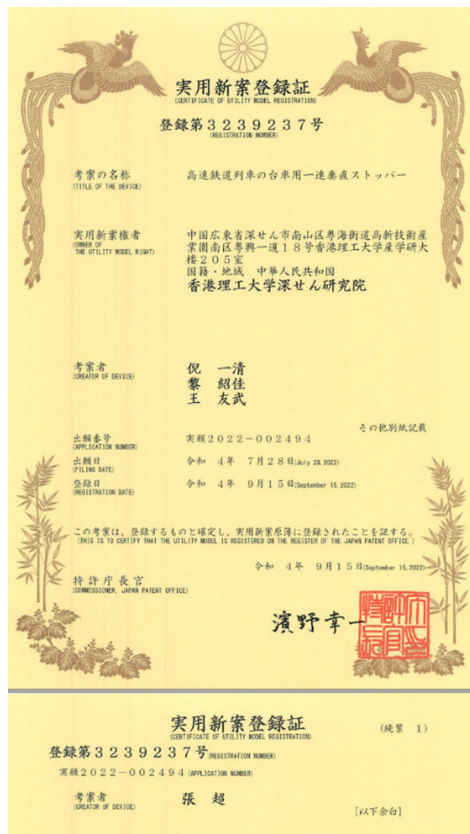 実用新案登録証
(CERTIFICATE OF UTILITY MODEL REGISTRATION)
登録第3239237号
(REGISTRATION NUMBER)
考案の名称
(TITLE OF THE DEVICE)
高速鉄道列車の台車用一連垂直ストッパー
実用新案権者
(OWNER OF
THE UTILITY MODEL RIGHT)
中国広東省深せん市南山区粤海街道高新技術産
業園南区粤興一道18号香港理工大学産学研大
楼205室
国籍・地域 中華人民共和国
香港理工大学深せん研究院
考案者
(CREATOR OF DEVICE)
倪 一清
黎 紹佳
王 友武
その他別紙記載
出願番号
(APPLICATION NUMBER)
実願2022-002494
出願日
(FILING DATE)
令和 4年 7月28日(July 28,2022)
登録日
(REGISTRATION DATE)
令和 4年 9月15日(September 15,2022)
この考案は、登録するものと確定し、実用新案原簿に登録されたことを証する。
(THIS IS TO CERTIFY THAT THE UTILITY MODEL IS REGISTERED ON THE REGISTER OF THE JAPAN PATENT OFFICE.)
令和 4年 9月15日(September 15,2022)
特許庁長官
(COMMISSIONER, JAPAN PATENT OFFICE)
濱野幸一
実用新案登録証
(CERTIFICATE OF UTILITY MODEL REGISTRATION)
(続葉 1)
登録第3239237号(REGISTRATION NUMBER)
実願2022-002494(APPLICATION NUMBER)
考案者
(CREATOR OF DEVICE)
張 超
[以下余白]